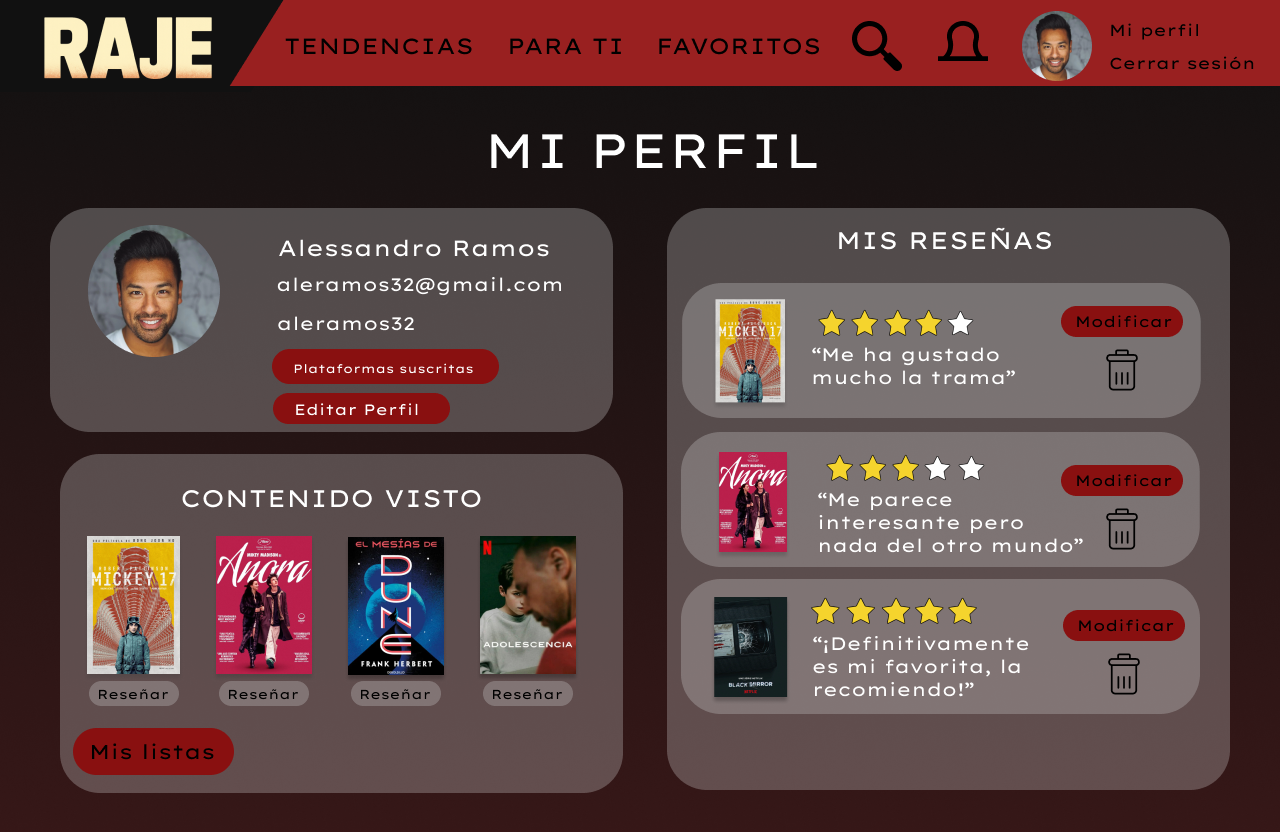 RAJE
TENDENCIAS
PARA TI
FAVORITOS
Mi perfil
Cerrar sesión
MI PERFIL
Alessandro Ramos
aleramos32@gmail.com
aleramos32
Plataformas suscritas
Editar Perfil
CONTENIDO VISTO
MICKEY 17
MIKEY MADISON
Anora
EL MESÍAS DE
DUNE
FRANK HERBERT
N
ADOLESCENCIA
Reseñar
Reseñar
Reseñar
Reseñar
Mis listas
MIS RESEÑAS
MICKEY 17
“Me ha gustado
mucho la trama”
Modificar
Anora
“Me parece
interesante pero
nada del otro mundo”
Modificar
BLACK MIRROR
“¡Definitivamente
es mi favorita, la
recomiendo!”
Modificar